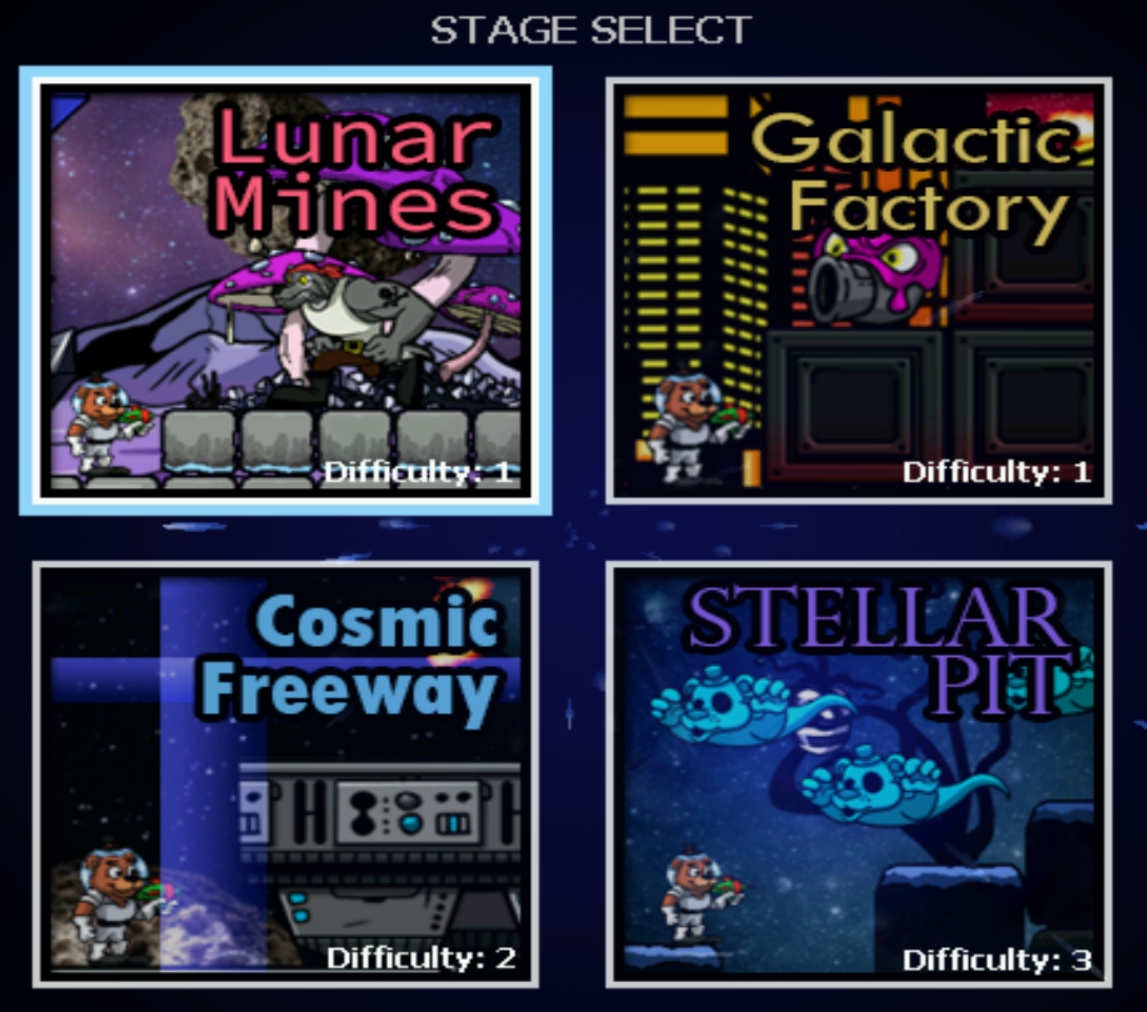 STAGE SELECT
Lunar
Mines
Difficulty: 1
Galactic
Factory
Difficulty: 1
Cosmic
Freeway
Difficulty: 2
STELLAR
PIT
Difficulty: 3